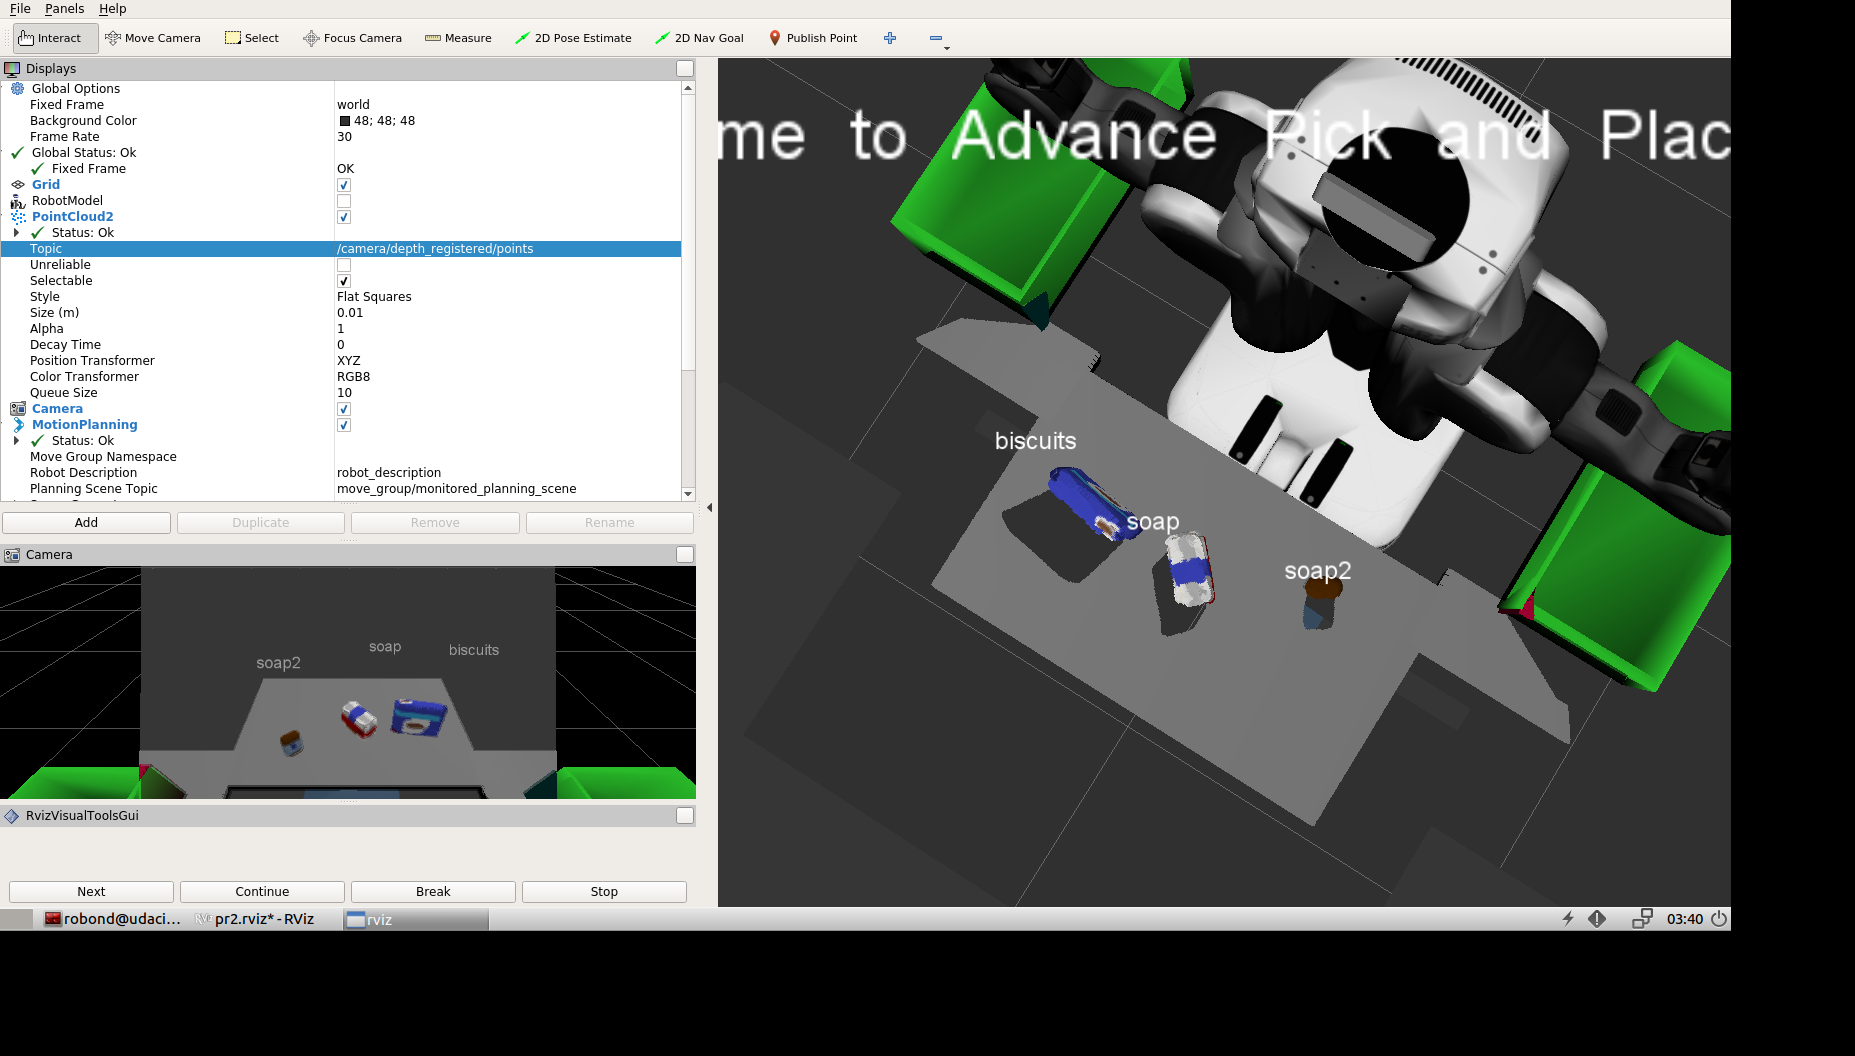 File Panels Help
Interact Move Camera Select Focus Camera Measure 2D Pose Estimate 2D Nav Goal Publish Point
Displays
Global Options
Fixed Frame world
Background Color 48; 48; 48
Frame Rate 30
Global Status: Ok
Fixed Frame OK
Grid
RobotModel
PointCloud2
Status: Ok
Topic /camera/depth_registered/points
Unreliable
Selectable
Style Flat Squares
Size (m) 0.01
Alpha 1
Decay Time 0
Position Transformer XYZ
Color Transformer RGB8
Queue Size 10
Camera
MotionPlanning
Status: Ok
Move Group Namespace
Robot Description robot_description
Planning Scene Topic move_group/monitored_planning_scene
Add Duplicate Remove Rename
Camera
soap2 soap biscuits
RvizVisualToolsGui
Next Continue Break Stop
me to Advance Pick and Plac
biscuits
soap
soap2
robond@udaci... pr2.rviz* - RViz rviz 03:40